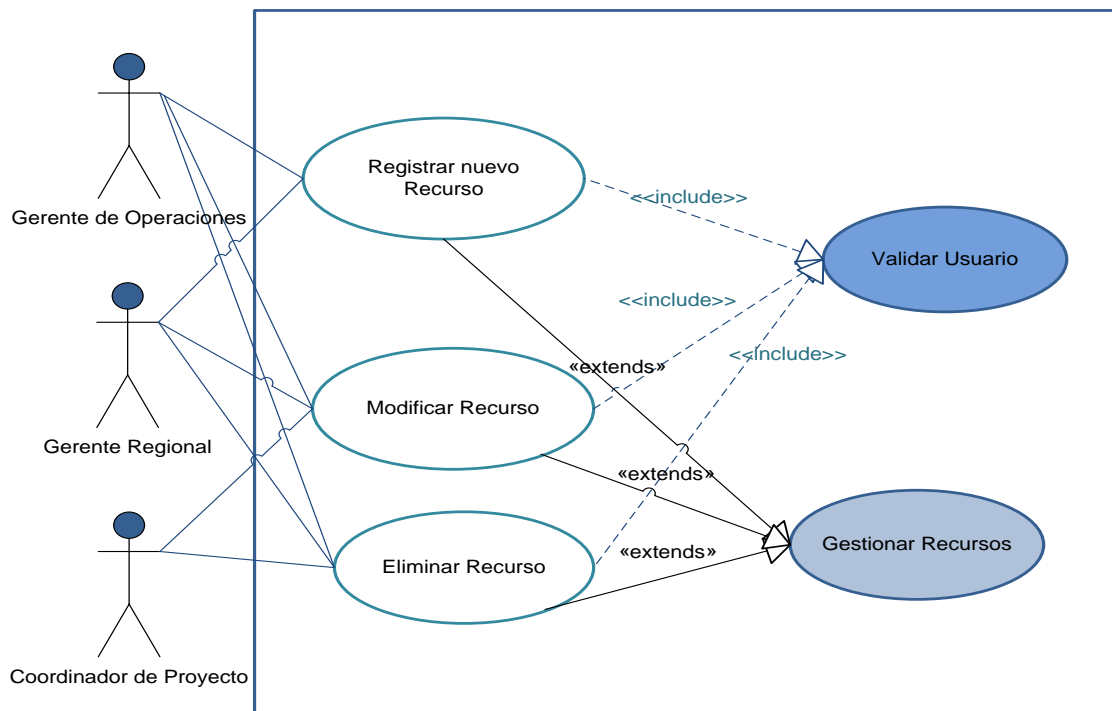 Registrar nuevo
Recurso
<<include>>
Gerente de Operaciones
Validar Usuario
<<include>>
<<include>>
«extends»
Modificar Recurso
Gerente Regional
«extends»
Gestionar Recursos
«extends»
Eliminar Recurso
Coordinador de Proyecto